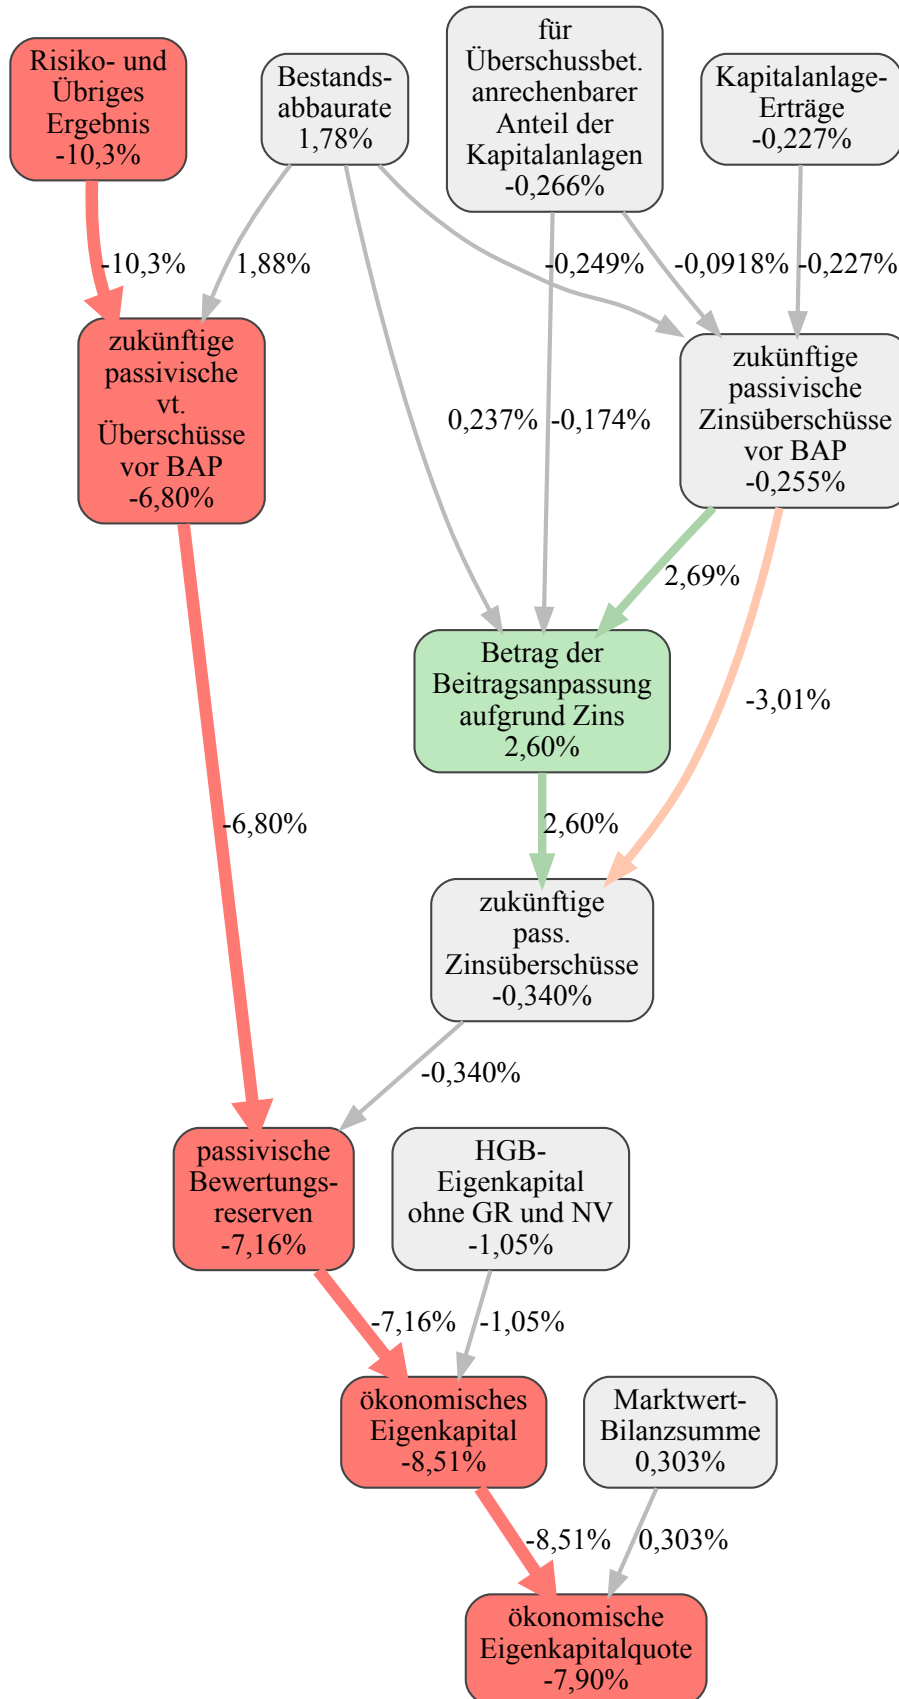 Risiko- und
Übriges
Ergebnis
-10,3%
Bestands-
abbaurate
1,78%
für
Überschussbet.
anrechenbarer
Anteil der
Kapitalanlagen
-0,266%
Kapitalanlage-
Erträge
-0,227%
-10,3%
1,88%
-0,249%
-0,0918%
-0,227%
zukünftige
passivische
vt.
Überschüsse
vor BAP
-6,80%
zukünftige
passivische
Zinsüberschüsse
vor BAP
-0,255%
0,237%
-0,174%
2,69%
Betrag der
Beitragsanpassung
aufgrund Zins
2,60%
-3,01%
-6,80%
2,60%
zukünftige
pass.
Zinsüberschüsse
-0,340%
-0,340%
passivische
Bewertungs-
reserven
-7,16%
HGB-
Eigenkapital
ohne GR und NV
-1,05%
-7,16%
-1,05%
ökonomisches
Eigenkapital
-8,51%
Marktwert-
Bilanzsumme
0,303%
-8,51%
0,303%
ökonomische
Eigenkapitalquote
-7,90%